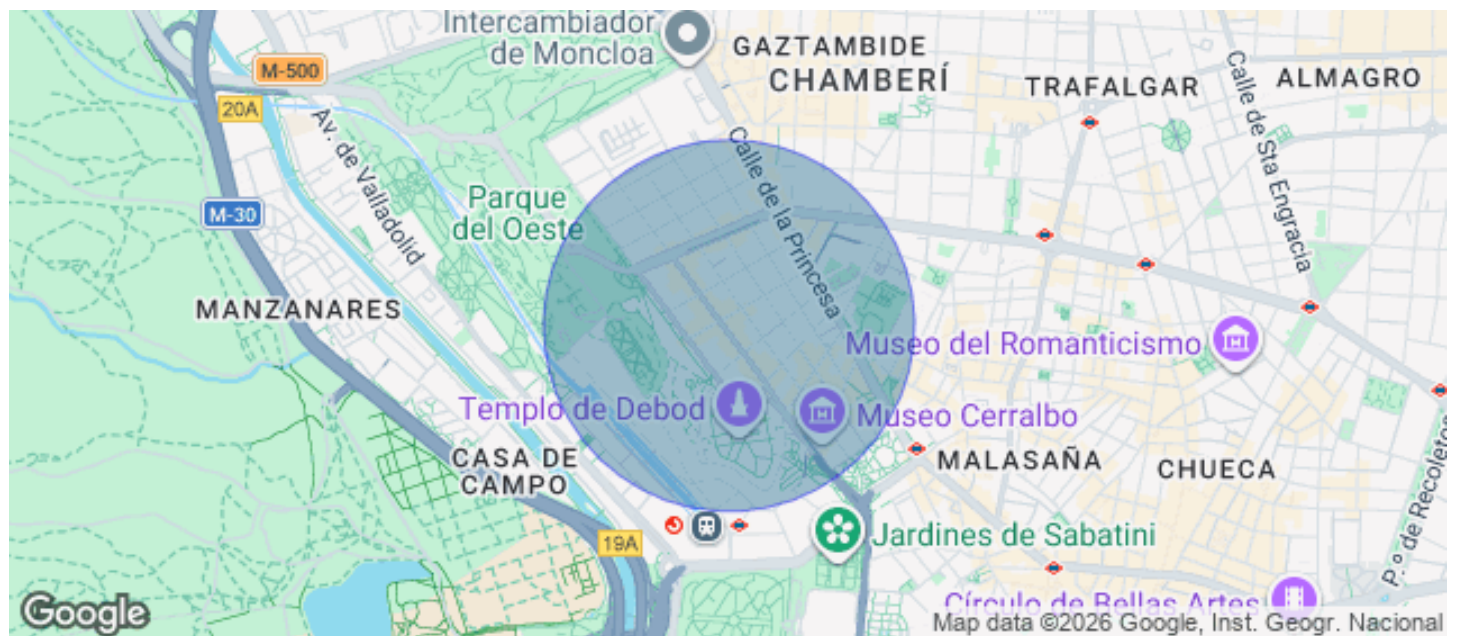 Intercambiador
de Moncloa
GAZTAMBIDE
CHAMBERÍ
TRAFALGAR
ALMAGRO
M-500
20A
Av. de Valladolid
Calle de la Princesa
Calle de Sta Engracia
Parque
del Oeste
M-30
MANZANARES
Museo del Romanticismo
Templo de Debod
Museo Cerralbo
CASA DE
CAMPO
MALASAÑA
CHUECA
P.º de Recoletos
19A
Jardines de Sabatini
Círculo de Bellas Artes
Google
Map data ©2026 Google, Inst. Geogr. Nacional